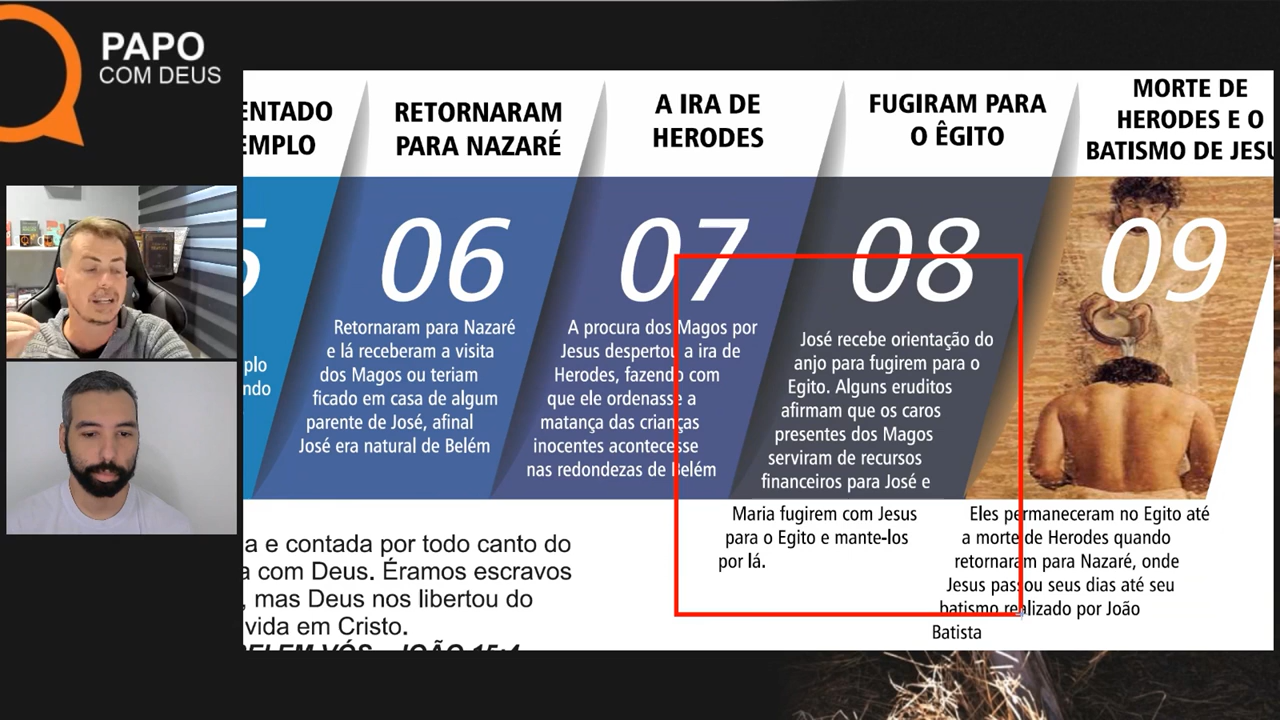 PAPO
COM DEUS
ENTADO
EMPLO
5
plo
ndo
RETORNARAM
PARA NAZARÉ
06
Retornaram para Nazaré
e lá receberam a visita
dos Magos ou teriam
ficado em casa de algum
parente de José, afinal
José era natural de Belém
A IRA DE
HERODES
07
A procura dos Magos por
Jesus despertou a ira de
Herodes, fazendo com
que ele ordenasse a
matança das crianças
inocentes acontecesse
nas redondezas de Belém
FUGIRAM PARA
O ÊGITO
08
José recebe orientação do
anjo para fugirem para o
Egito. Alguns eruditos
afirmam que os caros
presentes dos Magos
serviram de recursos
financeiros para José e
Maria fugirem com Jesus
para o Egito e mante-los
por lá.
MORTE DE
HERODES E O
BATISMO DE JESU
09
Eles permaneceram no Egito até
a morte de Herodes quando
retornaram para Nazaré, onde
Jesus passou seus dias até seu
batismo realizado por João
Batista
a e contada por todo canto do
a com Deus. Éramos escravos
, mas Deus nos libertou do
vida em Cristo.
ELEM VÓS - JOÃO 15:4